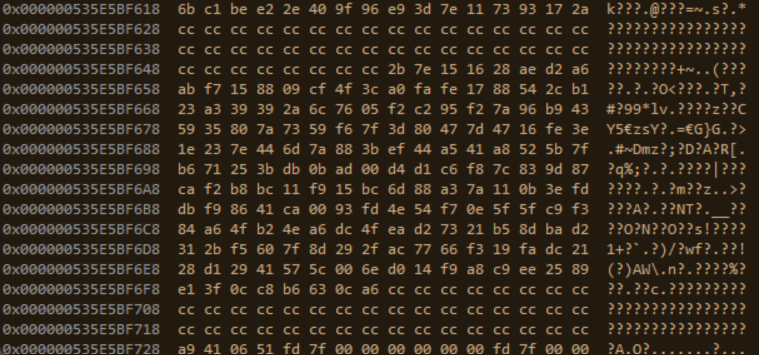 0x000000535E5BF618 6b c1 be e2 2e 40 9f 96 e9 3d 7e 11 73 93 17 2a k???.@???=~.s?.*
0x000000535E5BF628 cc cc cc cc cc cc cc cc cc cc cc cc cc cc cc cc ????????????????
0x000000535E5BF638 cc cc cc cc cc cc cc cc cc cc cc cc cc cc cc cc ????????????????
0x000000535E5BF648 cc cc cc cc cc cc cc cc 2b 7e 15 16 28 ae d2 a6 ????????+~..(???
0x000000535E5BF658 ab f7 15 88 09 cf 4f 3c a0 fa fe 17 88 54 2c b1 ??.?.?O<???.?T,?
0x000000535E5BF668 23 a3 39 39 2a 6c 76 05 f2 c2 95 f2 7a 96 b9 43 #?99*lv.????z??C
0x000000535E5BF678 59 35 80 7a 73 59 f6 7f 3d 80 47 7d 47 16 fe 3e Y5€zsY?.=€G}G.?>
0x000000535E5BF688 1e 23 7e 44 6d 7a 88 3b ef 44 a5 41 a8 52 5b 7f .#~Dmz?;?D?A?R[.
0x000000535E5BF698 b6 71 25 3b db 0b ad 00 d4 d1 c6 f8 7c 83 9d 87 ?q%;?.?.????|???
0x000000535E5BF6A8 ca f2 b8 bc 11 f9 15 bc 6d 88 a3 7a 11 0b 3e fd ????.?.?m??z..>?
0x000000535E5BF6B8 db f9 86 41 ca 00 93 fd 4e 54 f7 0e 5f 5f c9 f3 ???A?.??NT?.__??
0x000000535E5BF6C8 84 a6 4f b2 4e a6 dc 4f ea d2 73 21 b5 8d ba d2 ??O?N??O??s!????
0x000000535E5BF6D8 31 2b f5 60 7f 8d 29 2f ac 77 66 f3 19 fa dc 21 1+?`.?)/?wf?.??!
0x000000535E5BF6E8 28 d1 29 41 57 5c 00 6e d0 14 f9 a8 c9 ee 25 89 (?)AW\.n?.????%?
0x000000535E5BF6F8 e1 3f 0c c8 b6 63 0c a6 cc cc cc cc cc cc cc cc ??.??c.?????????
0x000000535E5BF708 cc cc cc cc cc cc cc cc cc cc cc cc cc cc cc cc ????????????????
0x000000535E5BF718 cc cc cc cc cc cc cc cc cc cc cc cc cc cc cc cc ????????????????
0x000000535E5BF728 a9 41 06 51 fd 7f 00 00 00 00 00 00 fd 7f 00 00